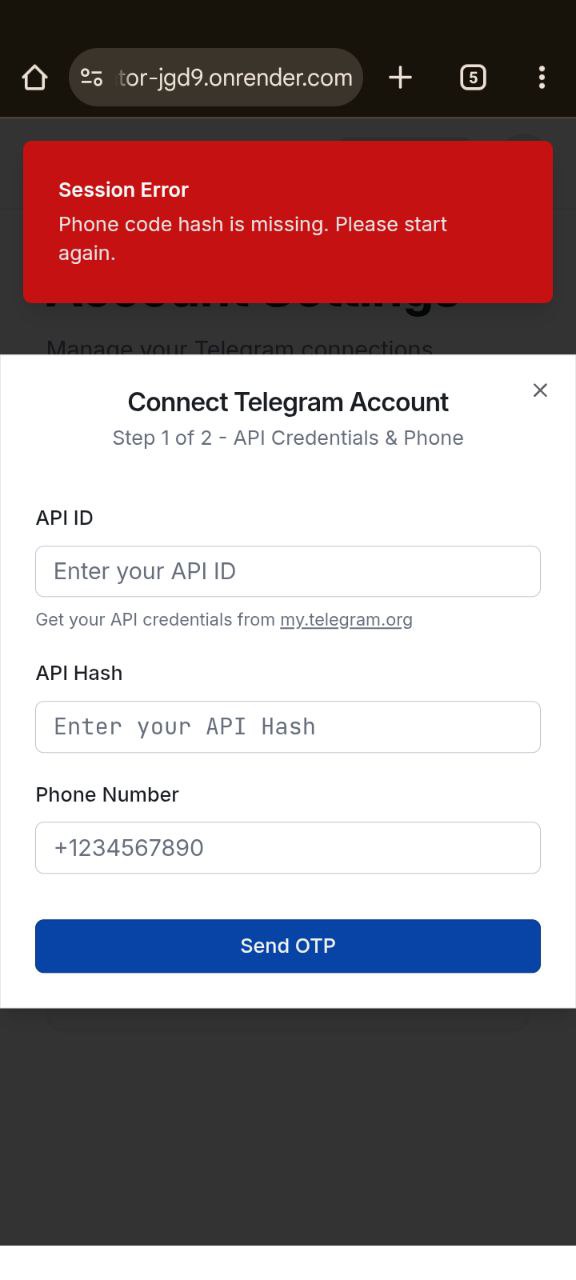 tor-jgd9.onrender.com
5
Session Error
Phone code hash is missing. Please start
again.
Account Settings
Manage your Telegram connections
Connect Telegram Account
Step 1 of 2 - API Credentials & Phone
API ID
Enter your API ID
Get your API credentials from my.telegram.org
API Hash
Enter your API Hash
Phone Number
+1234567890
Send OTP